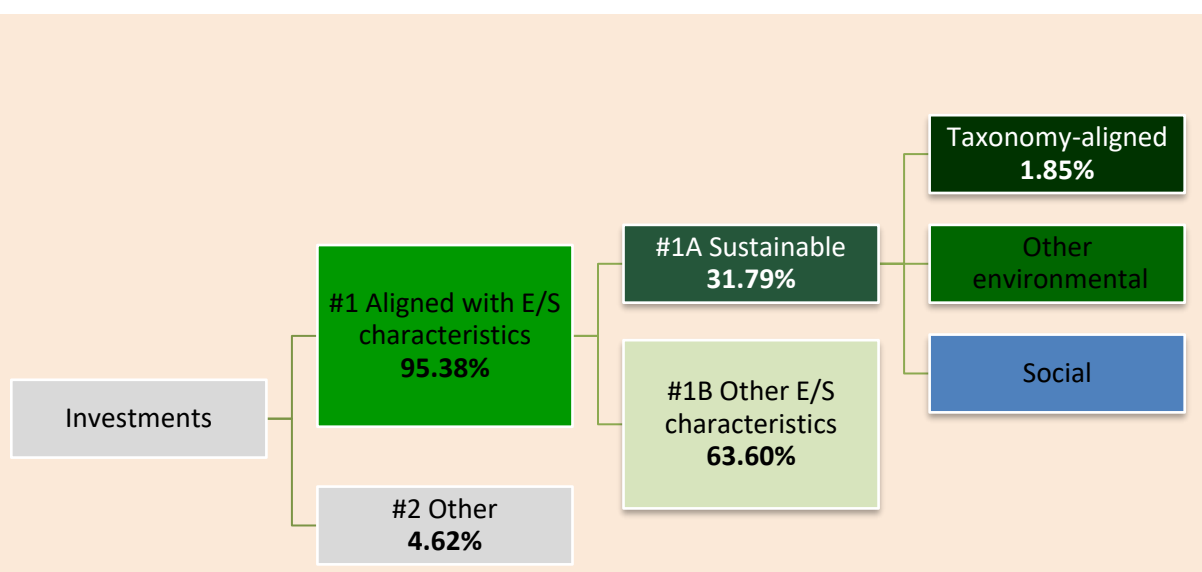 Investments
#1 Aligned with E/S
characteristics
95.38%
#2 Other
4.62%
#1A Sustainable
31.79%
#1B Other E/S
characteristics
63.60%
Taxonomy-aligned
1.85%
Other
environmental
Social